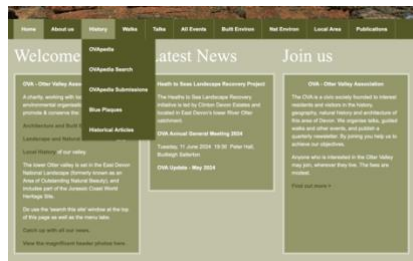 Home About us History Walks Talks All Events Built Environ Nat Environ Local Area Publications
OVApedia
OVApedia Search
OVApedia Submissions
Blue Plaques
Historical Articles
Welcome
OVA - Otter Valley Asso
A charity, working with
environmental organisati
promote & conserve the
Architecture and Built
Landscape and Natural
Local History of our valley.
The lower Otter valley is set in the East Devon
National Landscape (formerly known as an
Area of Outstanding Natural Beauty), and
includes part of the Jurassic Coast World
Heritage Site.
Do use the 'search this site' window at the top
of this page as well as the menu tabs.
Catch up with all our news.
View the magnificent header photos here.
atest News
Heath to Seas Landscape Recovery Project
The Heaths to Sea Landscape Recovery
initiative is led by Clinton Devon Estates and
located in East Devon's lower River Otter
catchment.
OVA Annual General Meeting 2024
Tuesday, 11 June 2024 19:30 Peter Hall,
Budleigh Salterton
OVA Update - May 2024
Join us
OVA - Otter Valley Association
The OVA is a civic society founded to interest
residents and visitors in the history,
geography, natural history and architecture of
this area of Devon. We organise talks, guided
walks and other events, and publish a
quarterly newsletter. By joining you help us to
achieve our objectives.
Anyone who is interested in the Otter Valley
may join, wherever they live. The fees are
modest.
Find out more »